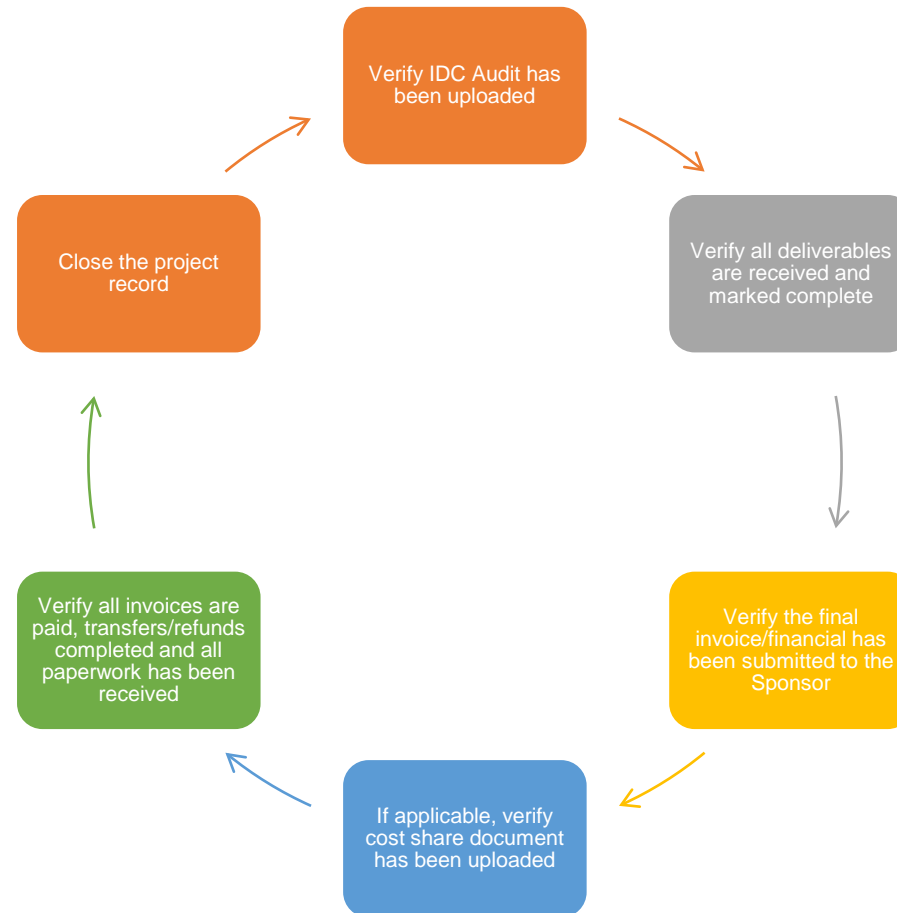 Verify IDC Audit has
been uploaded
Verify all deliverables
are received and
marked complete
Verify the final
invoice/financial has
been submitted to the
Sponsor
If applicable, verify
cost share document
has been uploaded
Verify all invoices are
paid, transfers/refunds
completed and all
paperwork has been
received
Close the project
record